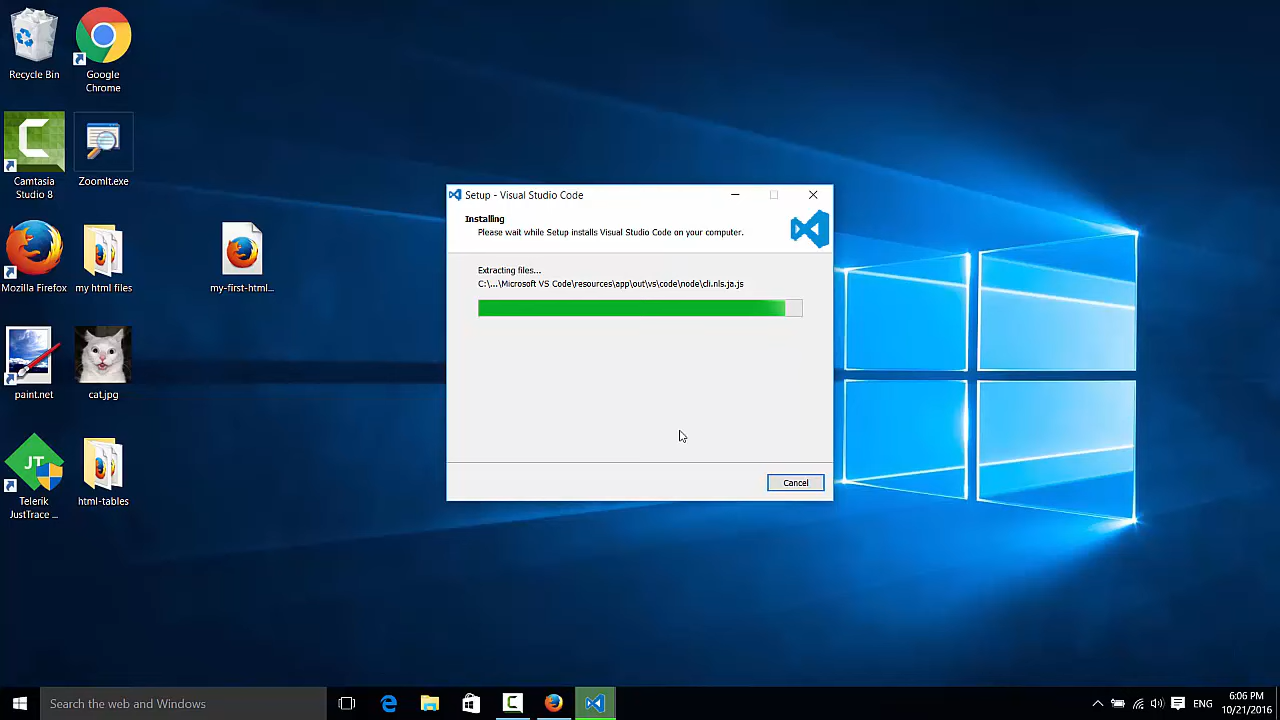 Recycle Bin
Google
Chrome
Camtasia
Studio 8
ZoomIt.exe
Mozilla Firefox
my html files
my-first-html...
paint.net
cat.jpg
JT
Telerik
JustTrace ...
html-tables
Setup - Visual Studio Code
Installing
Please wait while Setup installs Visual Studio Code on your computer.
Extracting files...
C:\...\Microsoft VS Code\resources\app\out\vs\code\node\cli.nls.ja.js
Cancel
Search the web and Windows
ENG
6:06 PM
10/21/2016